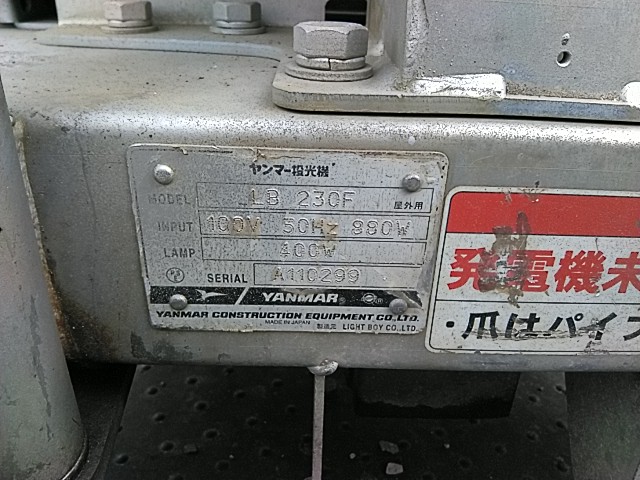 ヤンマー投光機
MODEL LB 230F 屋外用
INPUT 100V 50Hz 880W
LAMP 400W
SERIAL A110299
YANMAR
YANMAR CONSTRUCTION EQUIPMENT CO.,LTD.
MADE IN JAPAN 製造元 LIGHT BOY CO.,LTD.
発電機未
・爪はパイプ